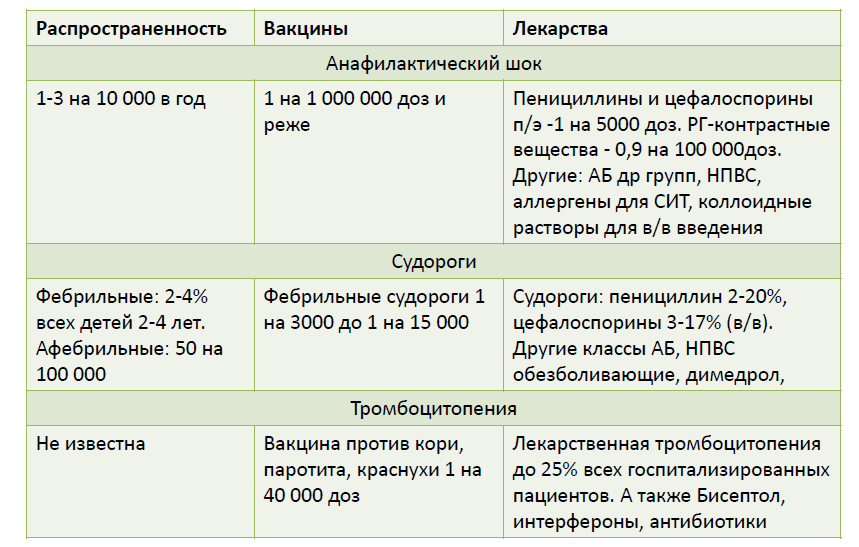 Распространенность
Вакцины
Лекарства
Анафилактический шок
1-3 на 10 000 в год
1 на 1 000 000 доз и
реже
Пенициллины и цефалоспорины
п/э -1 на 5000 доз. РГ-контрастные
вещества - 0,9 на 100 000доз.
Другие: АБ др групп, НПВС,
аллергены для СИТ, коллоидные
растворы для в/в введения
Судороги
Фебрильные: 2-4%
всех детей 2-4 лет.
Афебрильные: 50 на
100 000
Фебрильные судороги 1
на 3000 до 1 на 15 000
Судороги: пенициллин 2-20%,
цефалоспорины 3-17% (в/в).
Другие классы АБ, НПВС
обезболивающие, димедрол,
Тромбоцитопения
Не известна
Вакцина против кори,
паротита, краснухи 1 на
40 000 доз
Лекарственная тромбоцитопения
до 25% всех госпитализированных
пациентов. А также Бисептол,
интерфероны, антибиотики